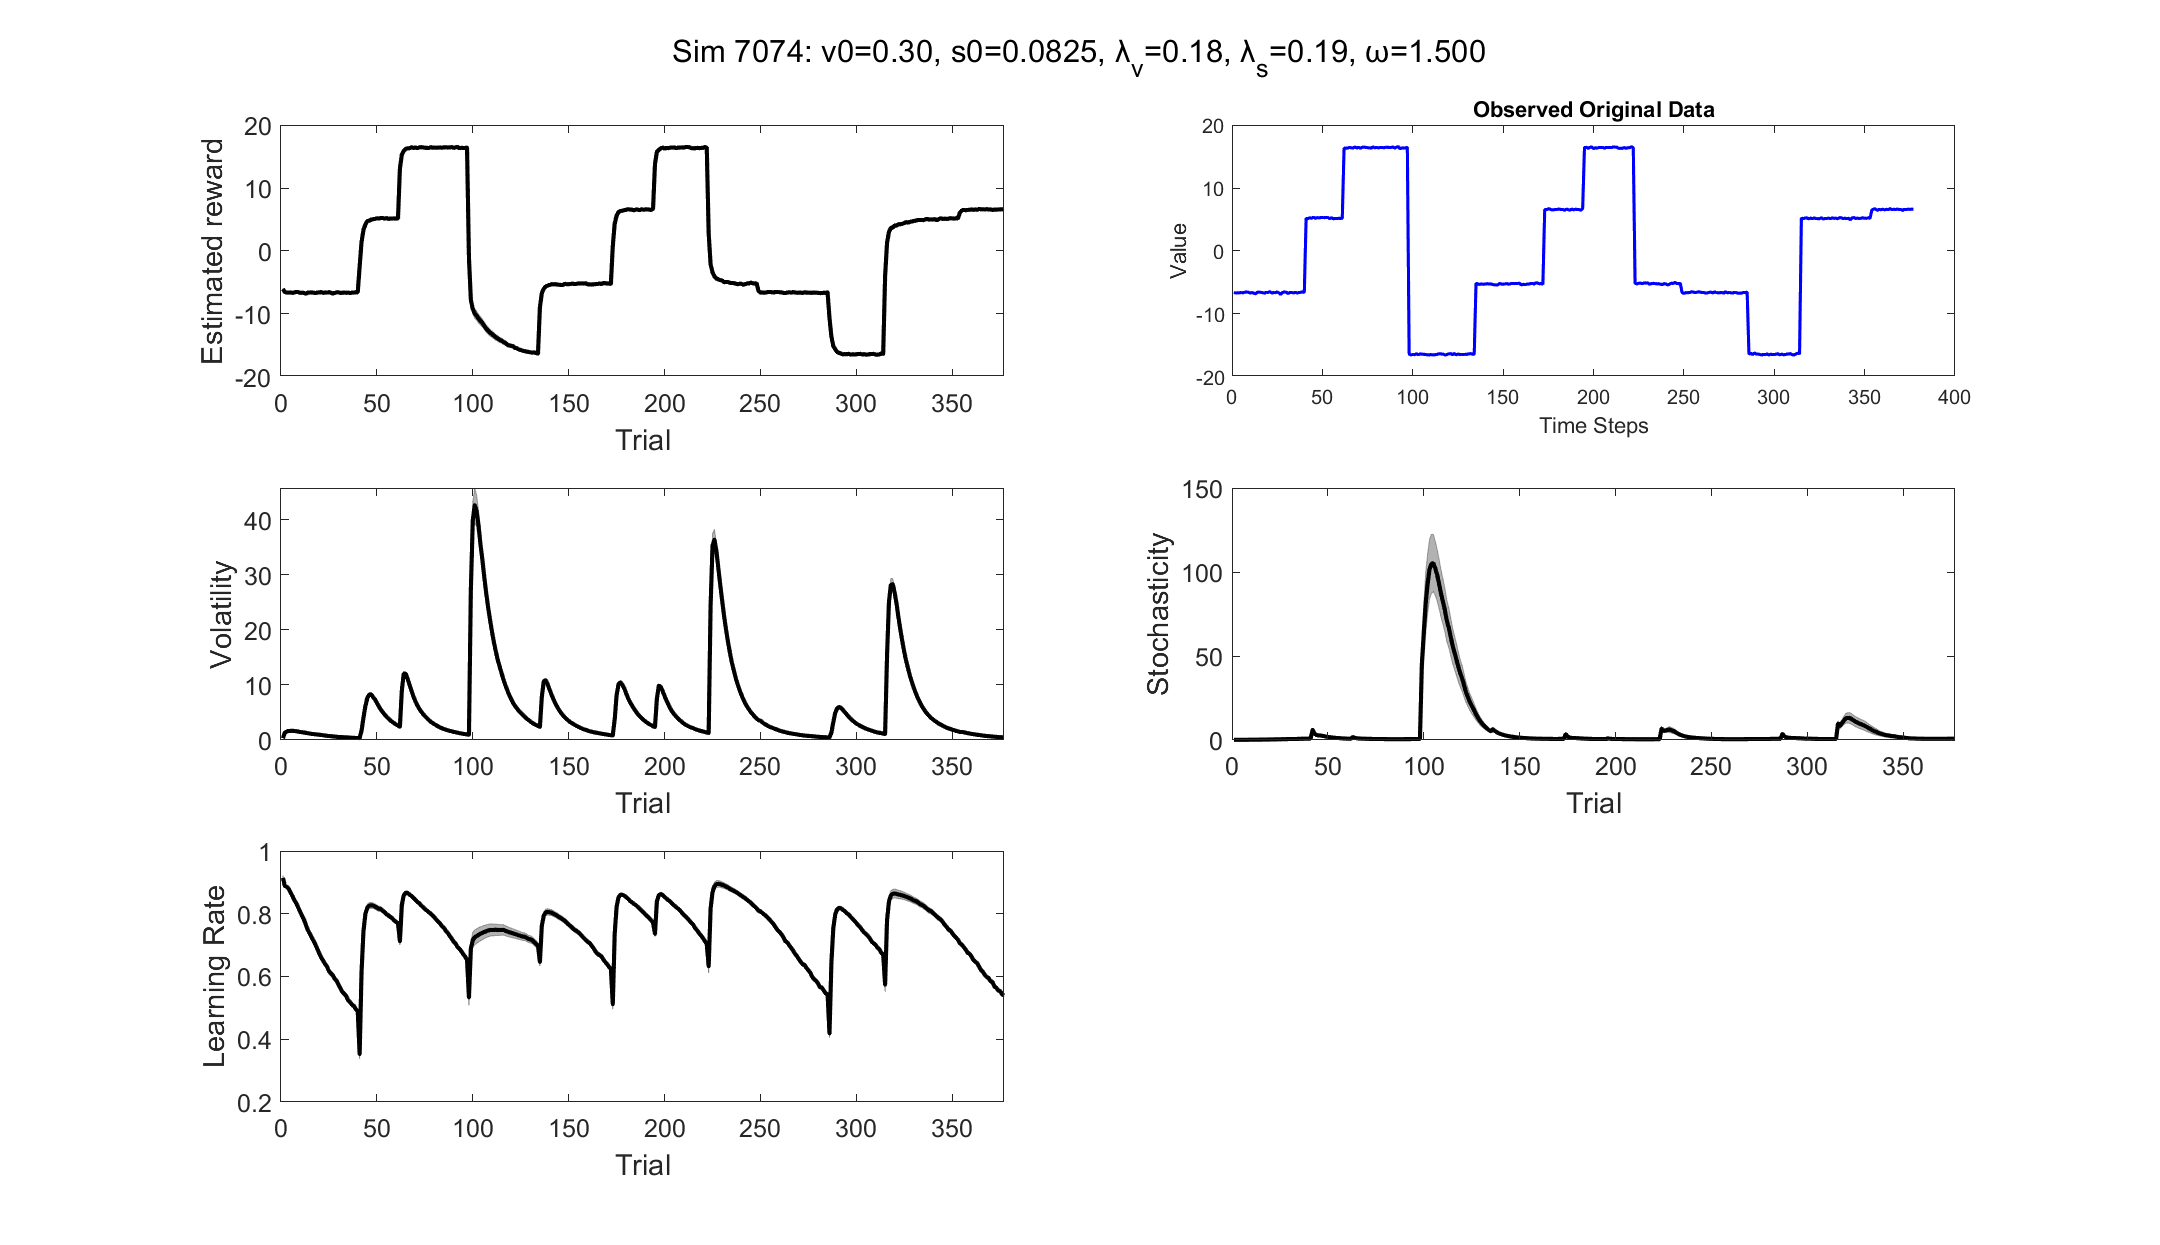 Sim 7074: v0=0.30, s0=0.0825, λ_v=0.18, λ_s=0.19, ω=1.500
Estimated reward
20
10
0
-10
-20
0 50 100 150 200 250 300 350
Trial
Observed Original Data
Value
20
10
0
-10
-20
0 50 100 150 200 250 300 350 400
Time Steps
Volatility
40
30
20
10
0
0 50 100 150 200 250 300 350
Trial
Stochasticity
150
100
50
0
0 50 100 150 200 250 300 350
Trial
Learning Rate
1
0.8
0.6
0.4
0.2
0 50 100 150 200 250 300 350
Trial